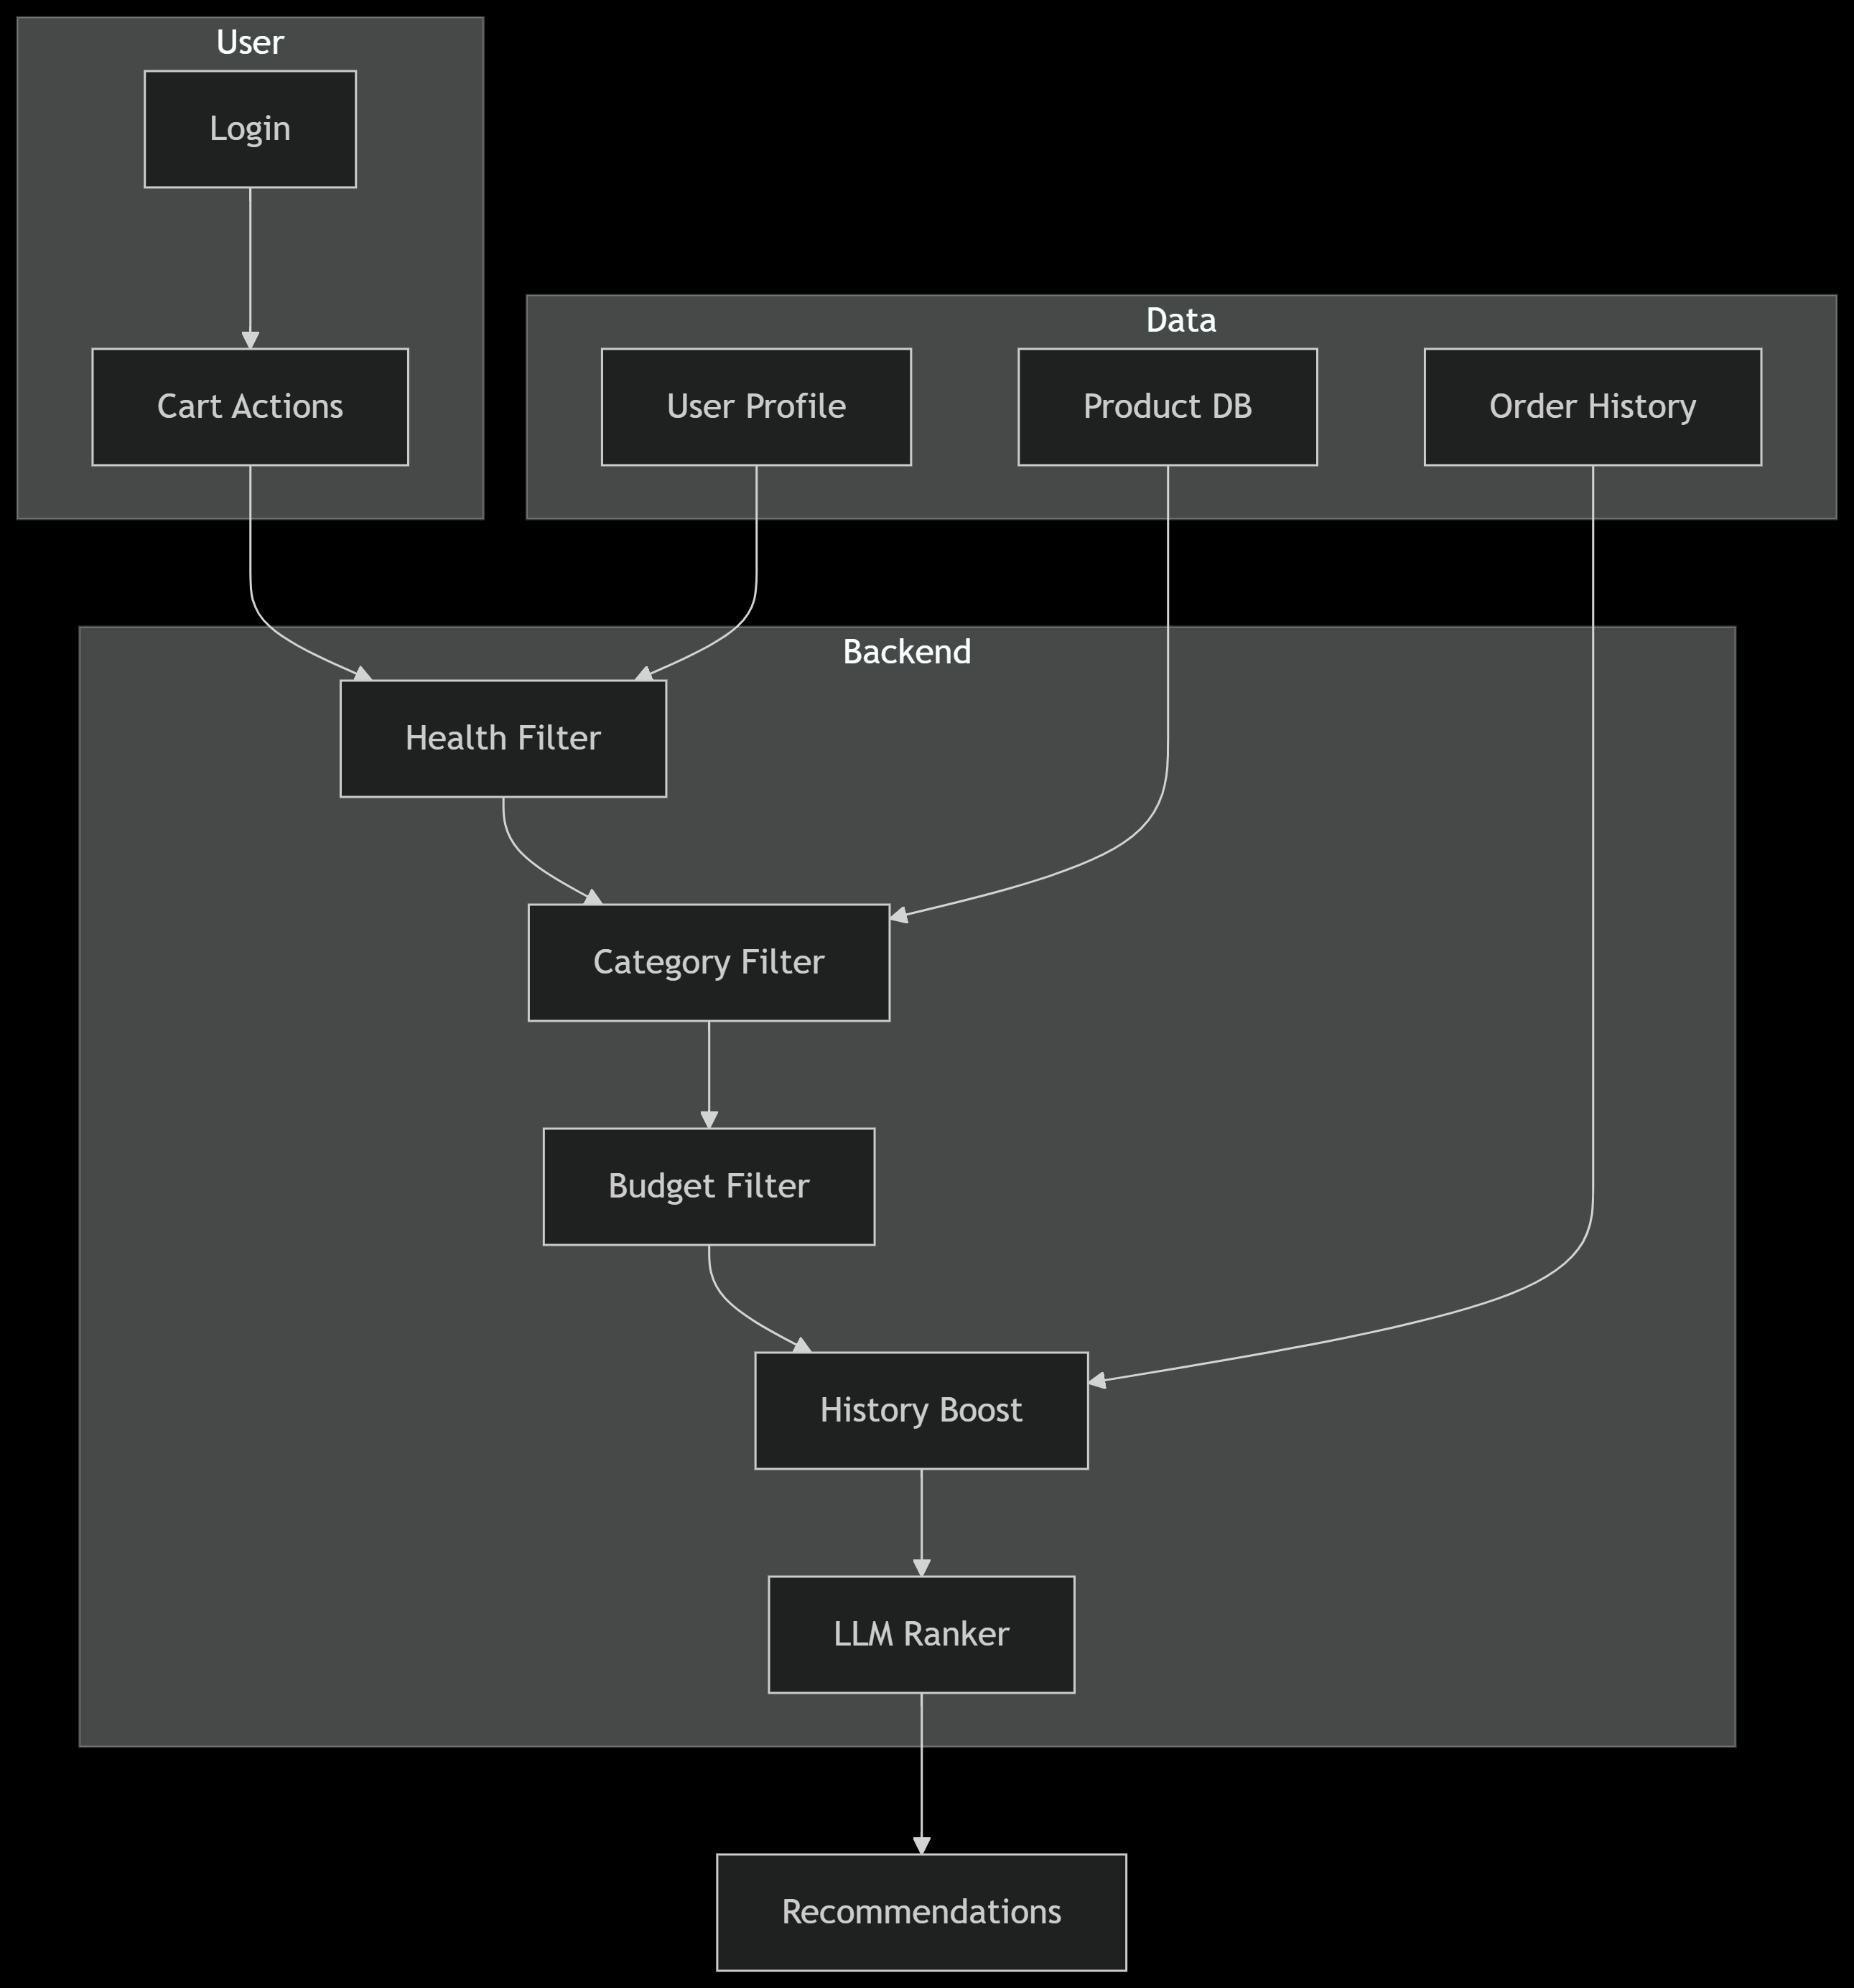 User
Login
Cart Actions
Data
User Profile
Product DB
Order History
Backend
Health Filter
Category Filter
Budget Filter
History Boost
LLM Ranker
Recommendations